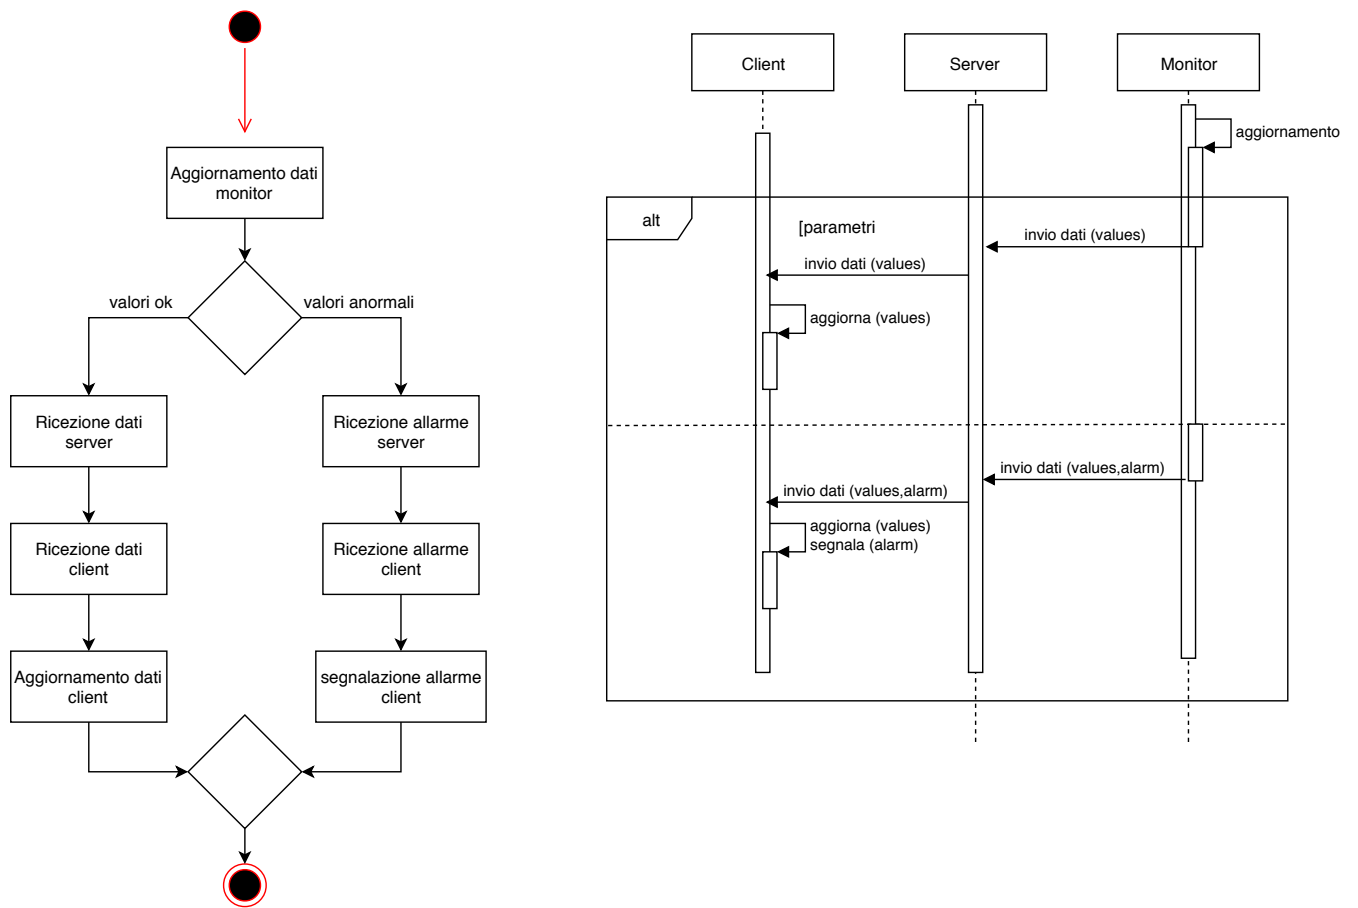 Aggiornamento dati
monitor
valori ok
valori anormali
Ricezione dati
server
Ricezione allarme
server
Ricezione dati
client
Ricezione allarme
client
Aggiornamento dati
client
segnalazione allarme
client
Client
Server
Monitor
aggiornamento
alt
[parametri
invio dati (values)
invio dati (values)
aggiorna (values)
invio dati (values,alarm)
invio dati (values,alarm)
aggiorna (values)
segnala (alarm)